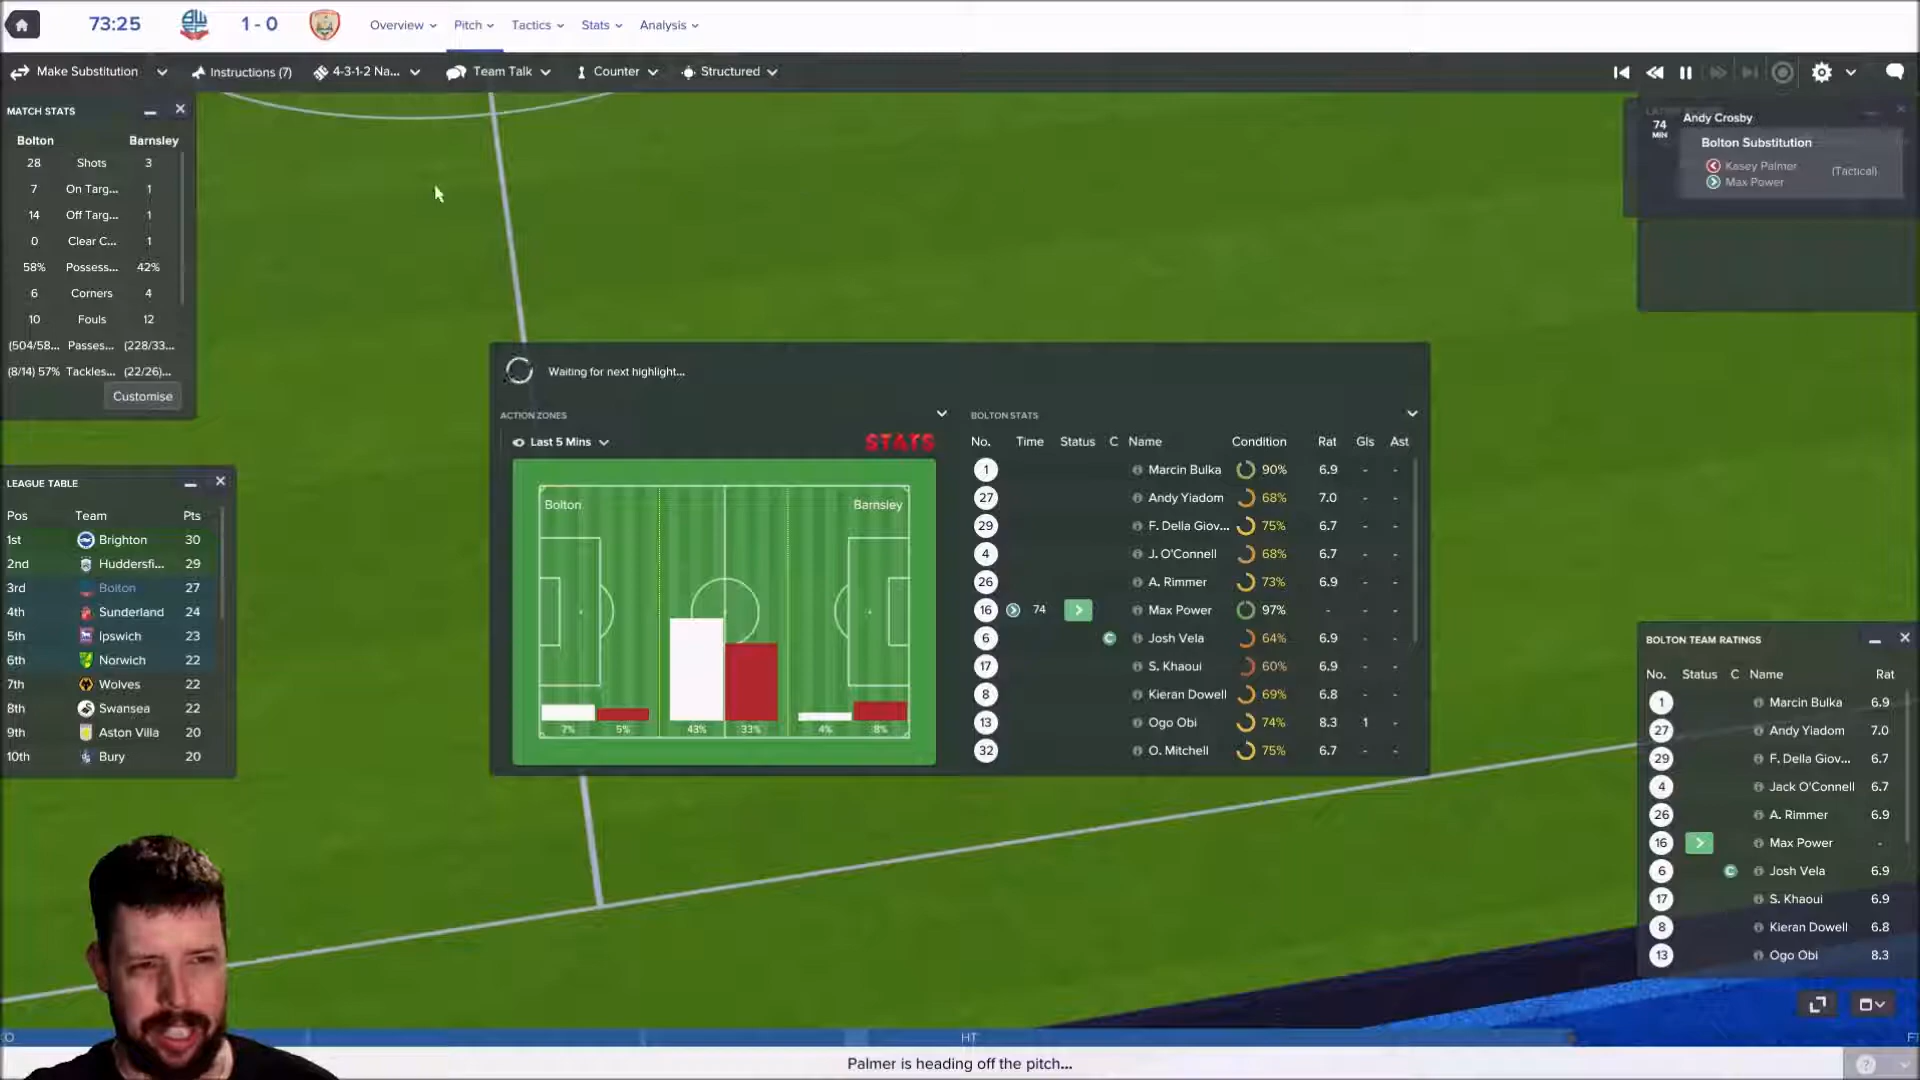 73:25
1 - 0
Overview
Pitch
Tactics
Stats
Analysis
Make Substitution
Instructions (7)
4-3-1-2 Na...
Team Talk
Counter
Structured
MATCH STATS
Bolton Barnsley
28 Shots 3
7 On Targ... 1
14 Off Targ... 1
0 Clear C... 1
58% Possess... 42%
6 Corners 4
10 Fouls 12
(504/58... Passes... (228/33...
(8/14) 57% Tackles... (22/26)...
Customise
74 MIN
Andy Crosby
Bolton Substitution
Kasey Palmer
Max Power
(Tactical)
Waiting for next highlight...
ACTION ZONES
Last 5 Mins
STATS
Bolton Barnsley
7% 5% 43% 33% 4% 8%
BOLTON STATS
No. Time Status C Name Condition Rat Gls Ast
1 Marcin Bulka 90% 6.9 - -
27 Andy Yiadom 68% 7.0 - -
29 F. Della Giov... 75% 6.7 - -
4 J. O'Connell 68% 6.7 - -
26 A. Rimmer 73% 6.9 - -
16 74 Max Power 97% - - -
6 C Josh Vela 64% 6.9 - -
17 S. Khaoui 60% 6.9 - -
8 Kieran Dowell 69% 6.8 - -
13 Ogo Obi 74% 8.3 1 -
32 O. Mitchell 75% 6.7 - -
LEAGUE TABLE
Pos Team Pts
1st Brighton 30
2nd Huddersfi... 29
3rd Bolton 27
4th Sunderland 24
5th Ipswich 23
6th Norwich 22
7th Wolves 22
8th Swansea 22
9th Aston Villa 20
10th Bury 20
BOLTON TEAM RATINGS
No. Status C Name Rat
1 Marcin Bulka 6.9
27 Andy Yiadom 7.0
29 F. Della Giov... 6.7
4 Jack O'Connell 6.7
26 A. Rimmer 6.9
16 Max Power -
6 C Josh Vela 6.9
17 S. Khaoui 6.9
8 Kieran Dowell 6.8
13 Ogo Obi 8.3
HT
Palmer is heading off the pitch...